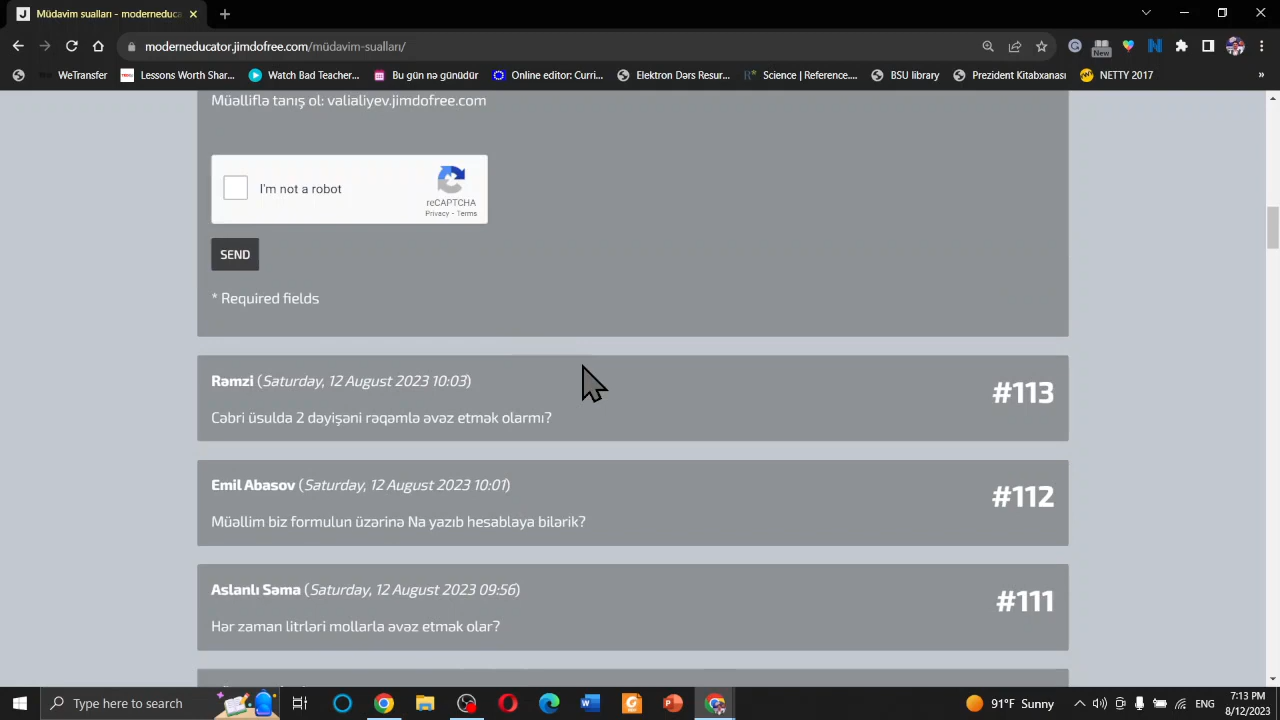 Müdavim sualları - moderneducat
moderneducator.jimdofree.com/müdavim-sualları/
New
WeTransfer
Lessons Worth Shar...
Watch Bad Teacher...
Bu gün nə günüdür
Online editor: Curri...
Elektron Dərs Resur...
Science | Reference....
BSU library
Prezident Kitabxanası
NETTY 2017
Müəlliflə tanış ol: valialiyev.jimdofree.com
I'm not a robot
reCAPTCHA
Privacy - Terms
SEND
* Required fields
Rəmzi (Saturday, 12 August 2023 10:03)
#113
Cəbri üsulda 2 dəyişəni rəqəmlə əvəz etmək olarmı?
Emil Abasov (Saturday, 12 August 2023 10:01)
#112
Müəllim biz formulun üzərinə Na yazıb hesablaya bilərik?
Aslanlı Səma (Saturday, 12 August 2023 09:56)
#111
Hər zaman litrləri mollarla əvəz etmək olar?
Type here to search
91°F Sunny
ENG
7:13 PM
8/12/2023